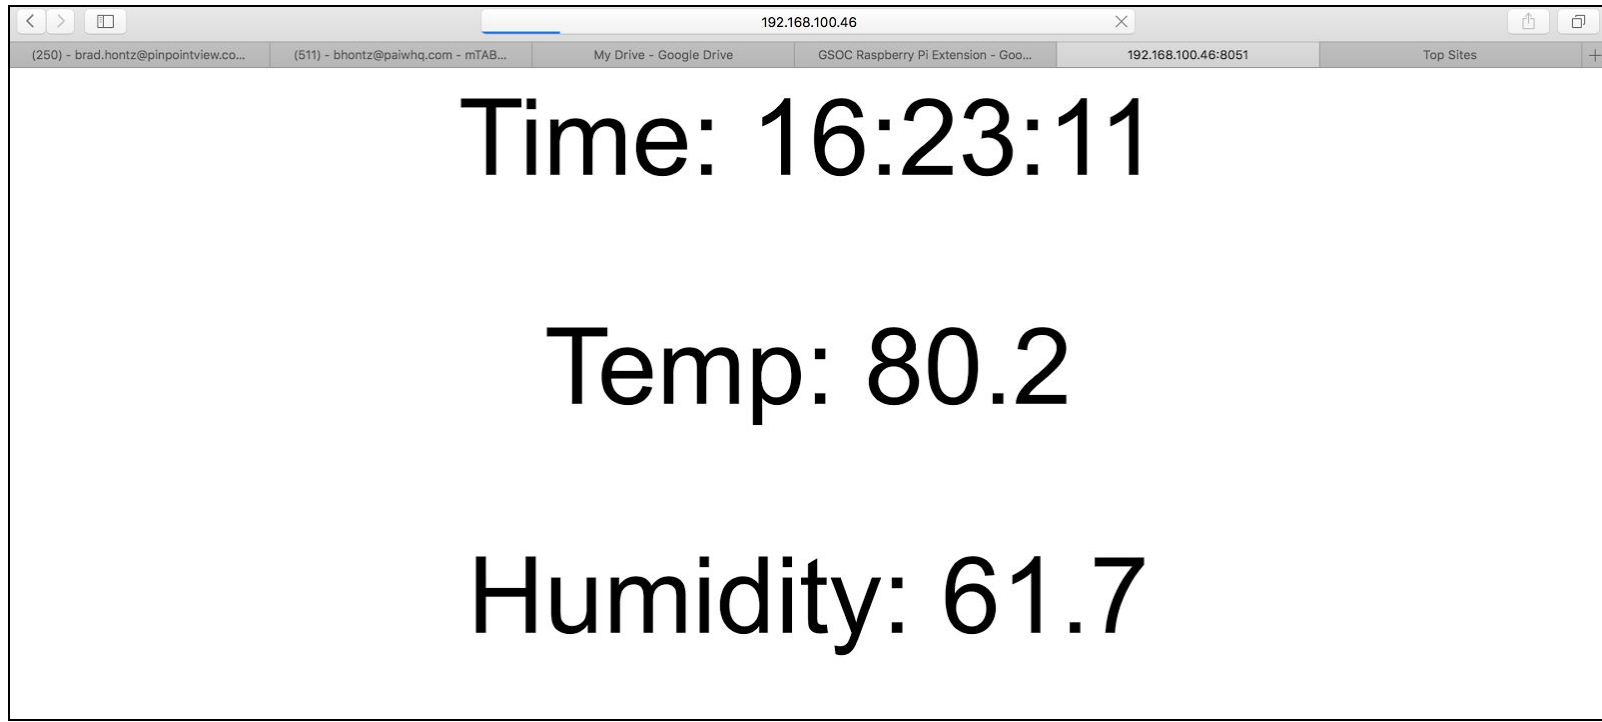 192.168.100.46
(250) - brad.hontz@pinpointview.co...
(511) - bhontz@paiwhq.com - mTAB...
My Drive - Google Drive
GSOC Raspberry Pi Extension - Goo...
192.168.100.46:8051
Top Sites
Time: 16:23:11
Temp: 80.2
Humidity: 61.7